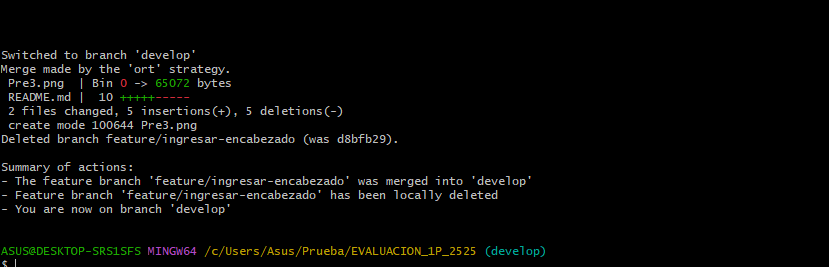 Switched to branch 'develop'
Merge made by the 'ort' strategy.
 Pre3.png  | Bin 0 -> 65072 bytes
 README.md |  10 +++++-----
 2 files changed, 5 insertions(+), 5 deletions(-)
 create mode 100644 Pre3.png
Deleted branch feature/ingresar-encabezado (was d8bfb29).
Summary of actions:
- The feature branch 'feature/ingresar-encabezado' was merged into 'develop'
- Feature branch 'feature/ingresar-encabezado' has been locally deleted
- You are now on branch 'develop'
ASUS@DESKTOP-SRS1SFS MINGW64 /c/Users/Asus/Prueba/EVALUACION_1P_2525 (develop)
$